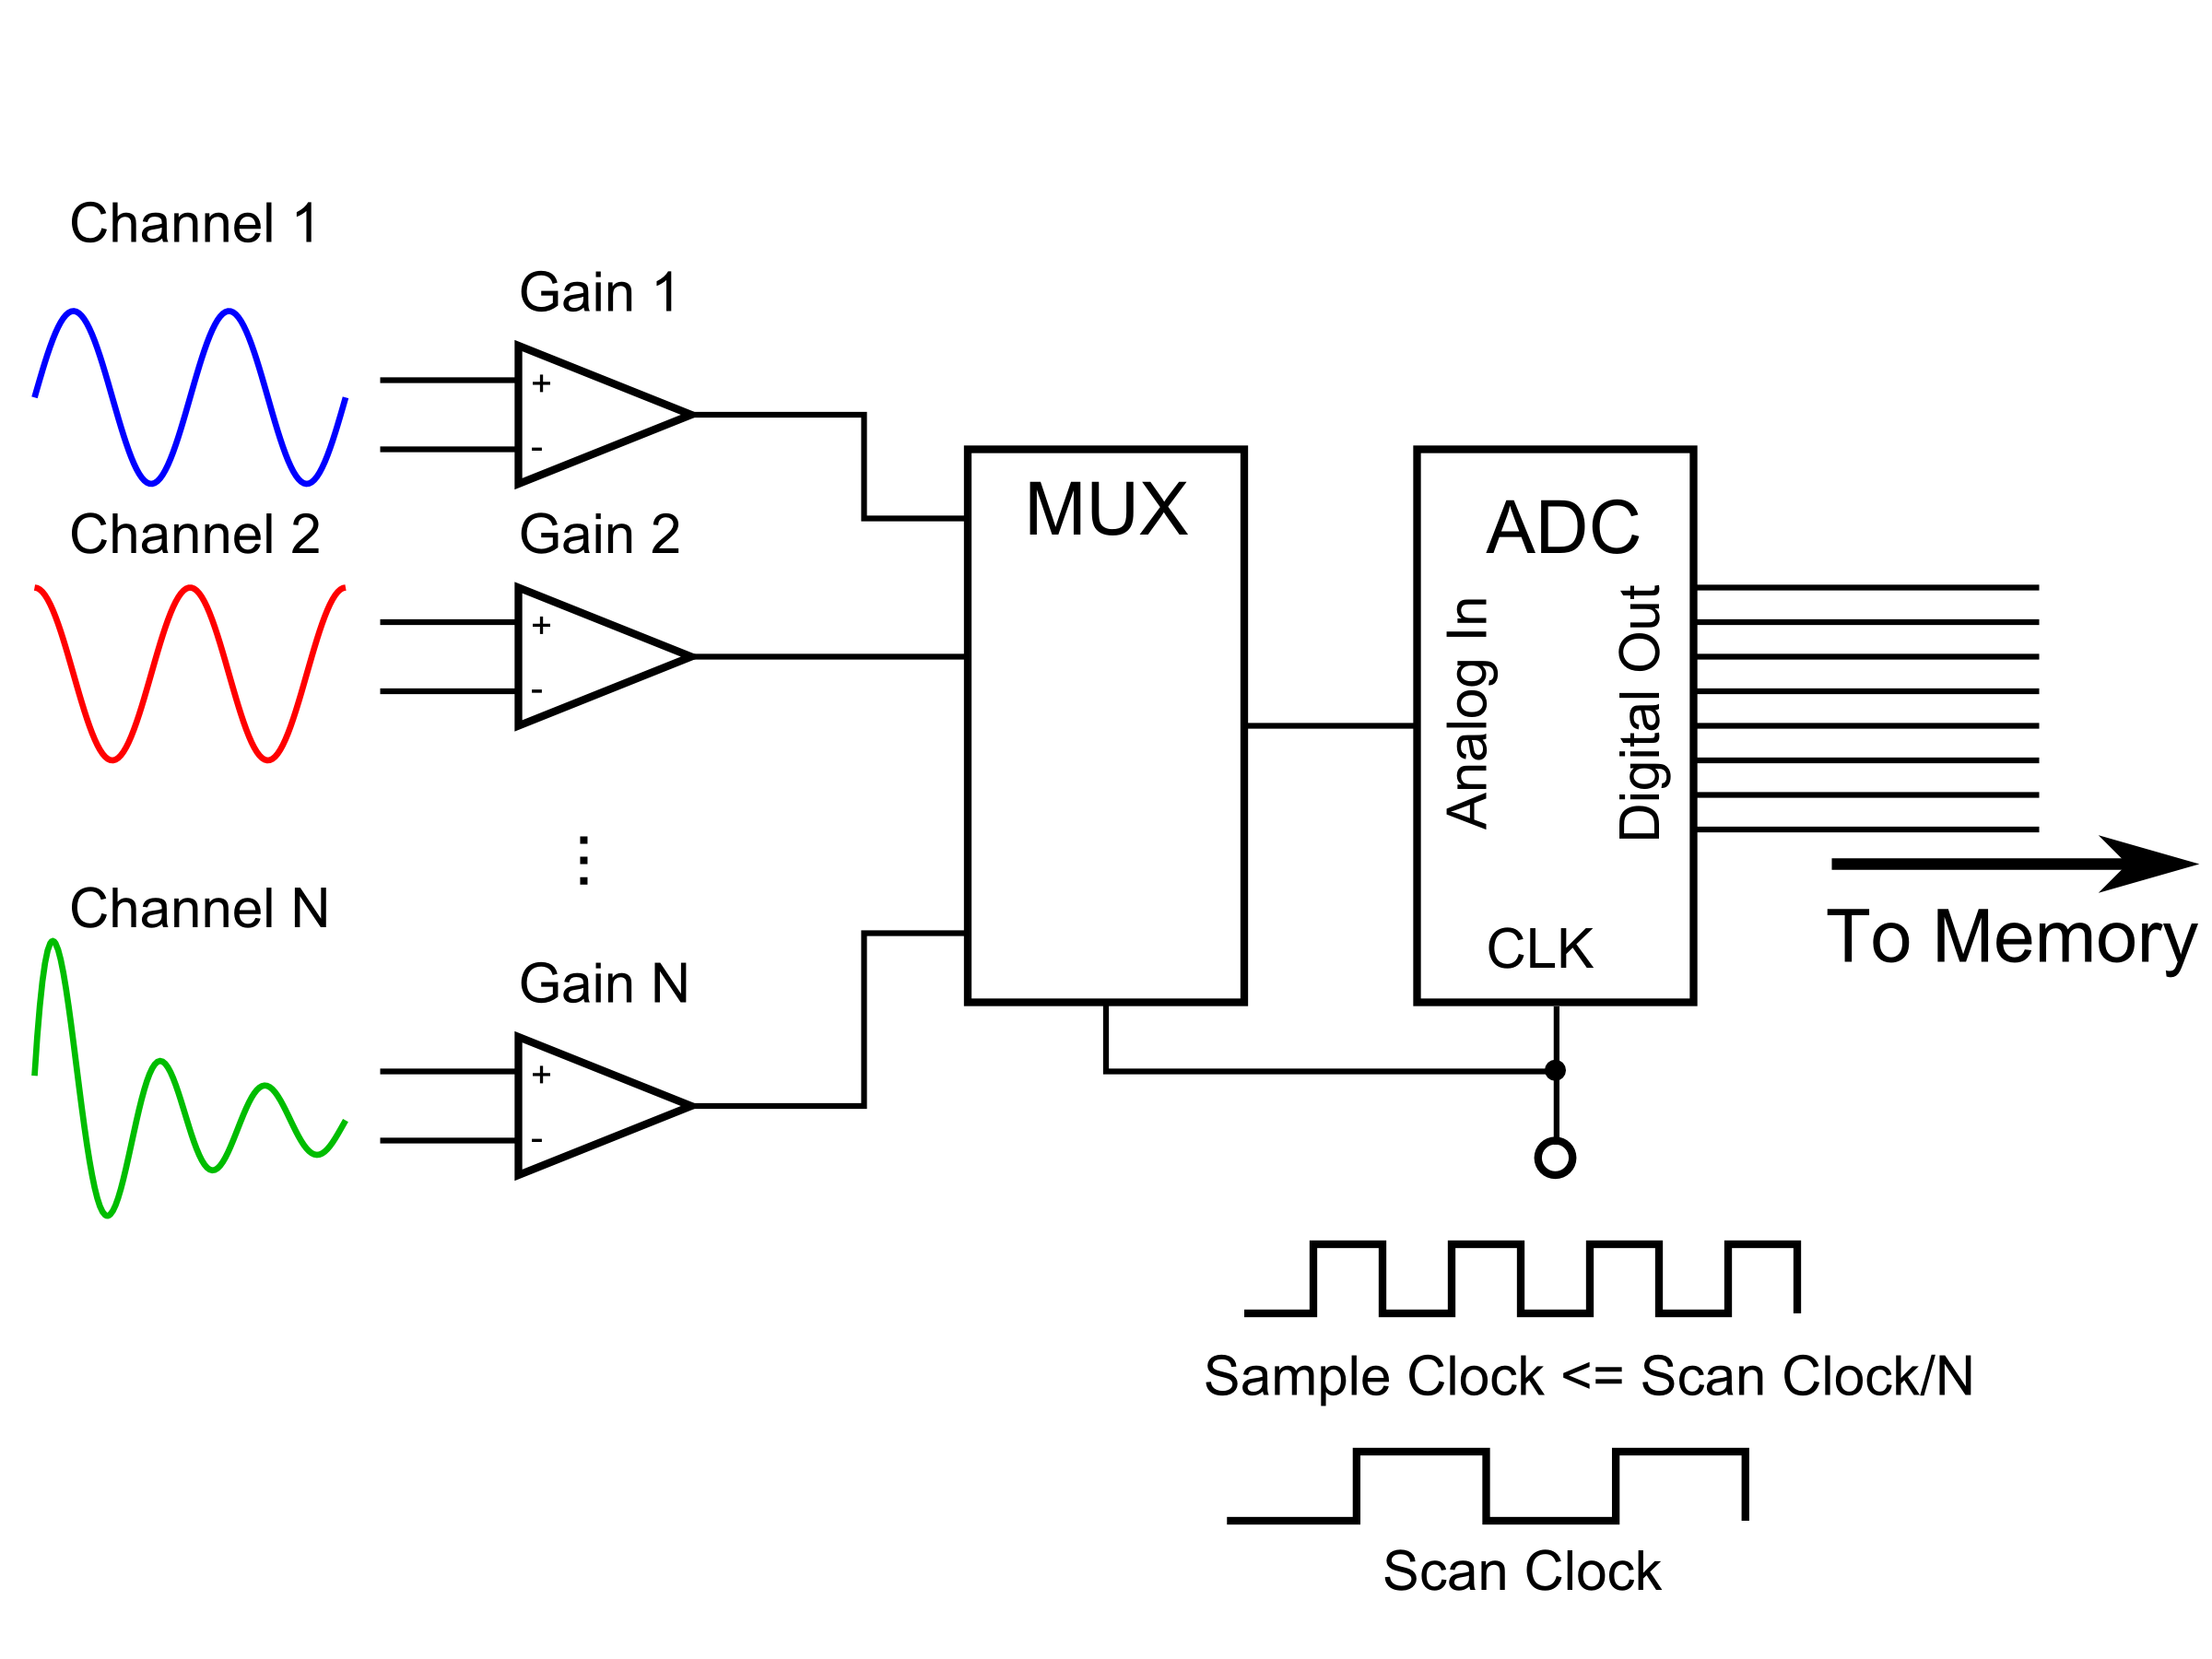 Channel 1
Gain 1
+
-
Channel 2
Gain 2
+
-
⋮
Channel N
Gain N
+
-
MUX
ADC
Analog In
Digital Out
CLK
To Memory
Sample Clock <= Scan Clock/N
Scan Clock